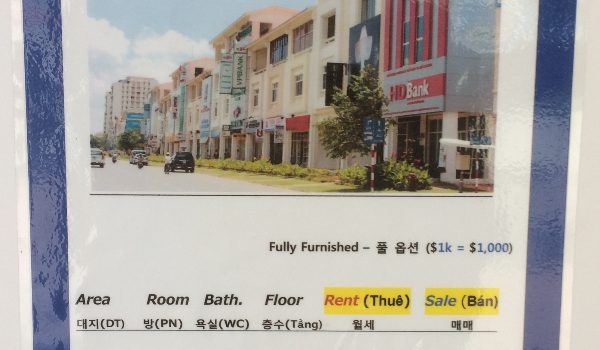 VPBANK
HDBank
Fully Furnished – 풀 옵션 ($1k = $1,000)
Area Room Bath. Floor Rent (Thuê) Sale (Bán)
대지(DT) 방(PN) 욕실(WC) 층수(Tầng) 월세 매매